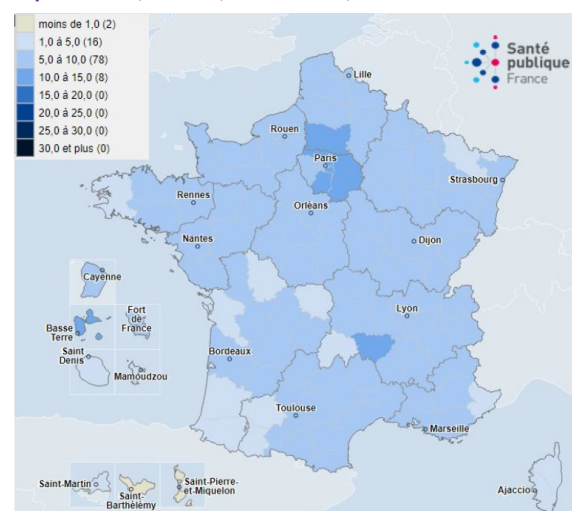 moins de 1,0 (2)
1,0 à 5,0 (16)
5,0 à 10,0 (78)
10,0 à 15,0 (8)
15,0 à 20,0 (0)
20,0 à 25,0 (0)
25,0 à 30,0 (0)
30,0 et plus (0)
Santé
publique
France
Lille
Rouen
Paris
Strasbourg
Rennes
Orléans
Nantes
Dijon
Cayenne
Lyon
Fort
de
France
Basse
Terre
Saint
Denis
Mamoudzou
Bordeaux
Toulouse
Marseille
Saint-Martin
Saint-
Barthélémy
Saint-Pierre-
et-Miquelon
Ajaccio